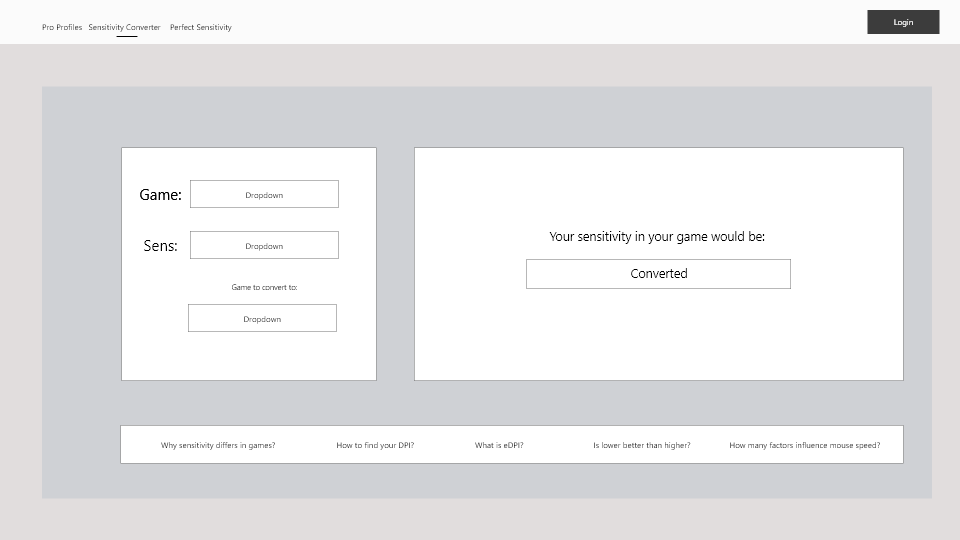 Pro Profiles Sensitivity Converter Perfect Sensitivity Login
Game: Dropdown
Sens: Dropdown
Game to convert to:
Dropdown
Your sensitivity in your game would be:
Converted
Why sensitivity differs in games? How to find your DPI? What is eDPI? Is lower better than higher? How many factors influence mouse speed?